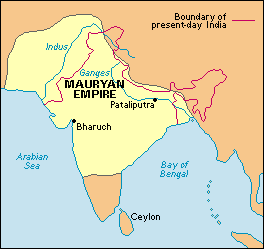 Boundary of
present-day India
Indus
Ganges
MAURYAN
EMPIRE
Pataliputra
Bharuch
Arabian
Sea
Bay of
Bengal
Ceylon